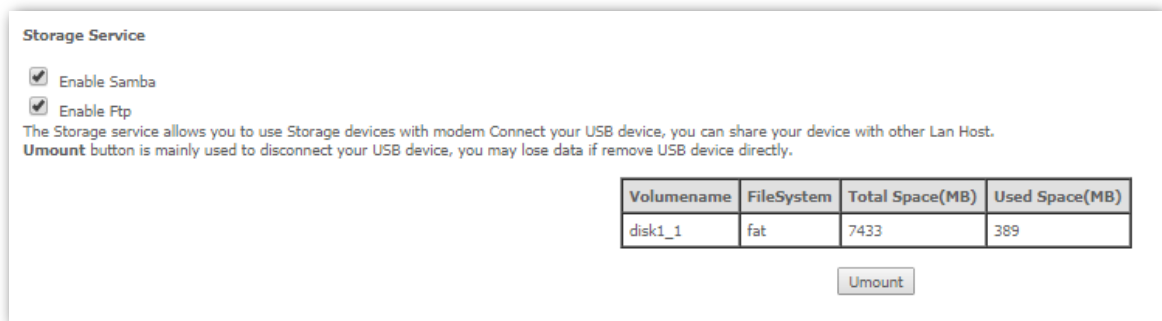 Storage Service
Enable Samba
Enable Ftp
The Storage service allows you to use Storage devices with modem Connect your USB device, you can share your device with other Lan Host.
Umount button is mainly used to disconnect your USB device, you may lose data if remove USB device directly.
Volumename FileSystem Total Space(MB) Used Space(MB)
disk1_1 fat 7433 389
Umount